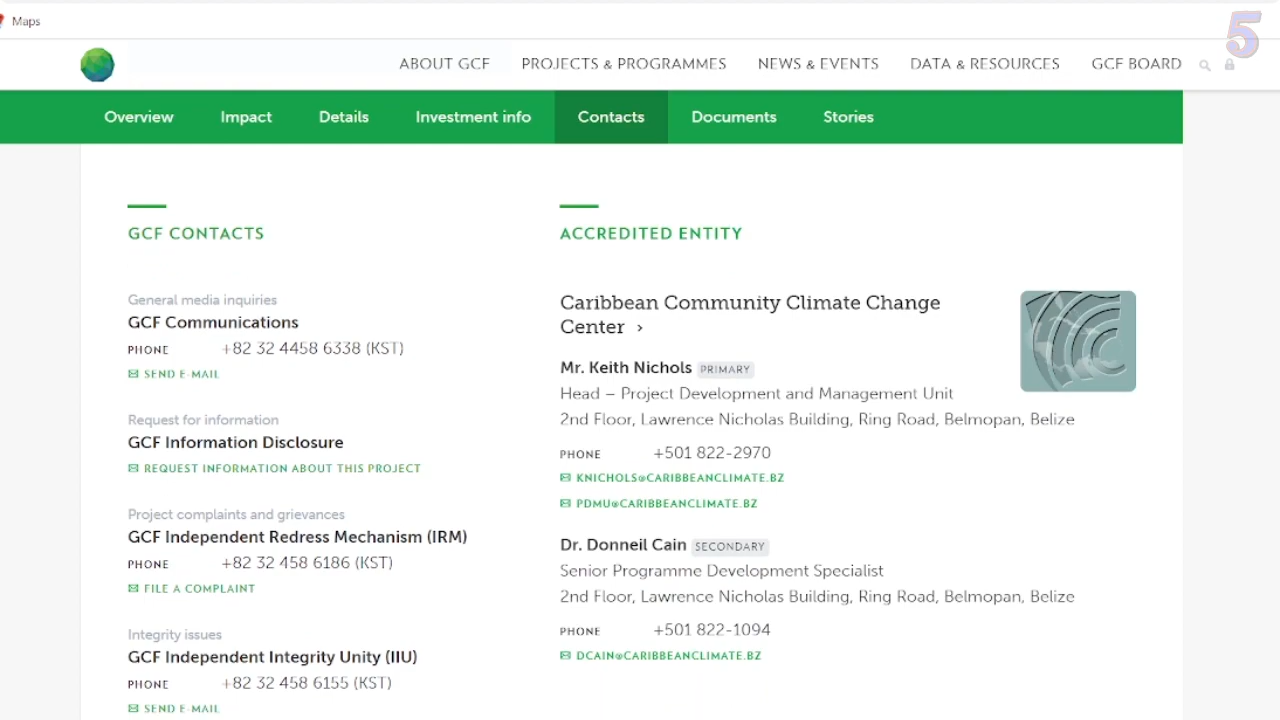 Maps
5
ABOUT GCF PROJECTS & PROGRAMMES NEWS & EVENTS DATA & RESOURCES GCF BOARD
Overview Impact Details Investment info Contacts Documents Stories
GCF CONTACTS
General media inquiries
GCF Communications
PHONE +82 32 4458 6338 (KST)
SEND E-MAIL
Request for information
GCF Information Disclosure
REQUEST INFORMATION ABOUT THIS PROJECT
Project complaints and grievances
GCF Independent Redress Mechanism (IRM)
PHONE +82 32 458 6186 (KST)
FILE A COMPLAINT
Integrity issues
GCF Independent Integrity Unity (IIU)
PHONE +82 32 458 6155 (KST)
SEND E-MAIL
ACCREDITED ENTITY
Caribbean Community Climate Change
Center ›
Mr. Keith Nichols PRIMARY
Head – Project Development and Management Unit
2nd Floor, Lawrence Nicholas Building, Ring Road, Belmopan, Belize
PHONE +501 822-2970
KNICHOLS@CARIBBEANCLIMATE.BZ
PDMU@CARIBBEANCLIMATE.BZ
Dr. Donneil Cain SECONDARY
Senior Programme Development Specialist
2nd Floor, Lawrence Nicholas Building, Ring Road, Belmopan, Belize
PHONE +501 822-1094
DCAIN@CARIBBEANCLIMATE.BZ